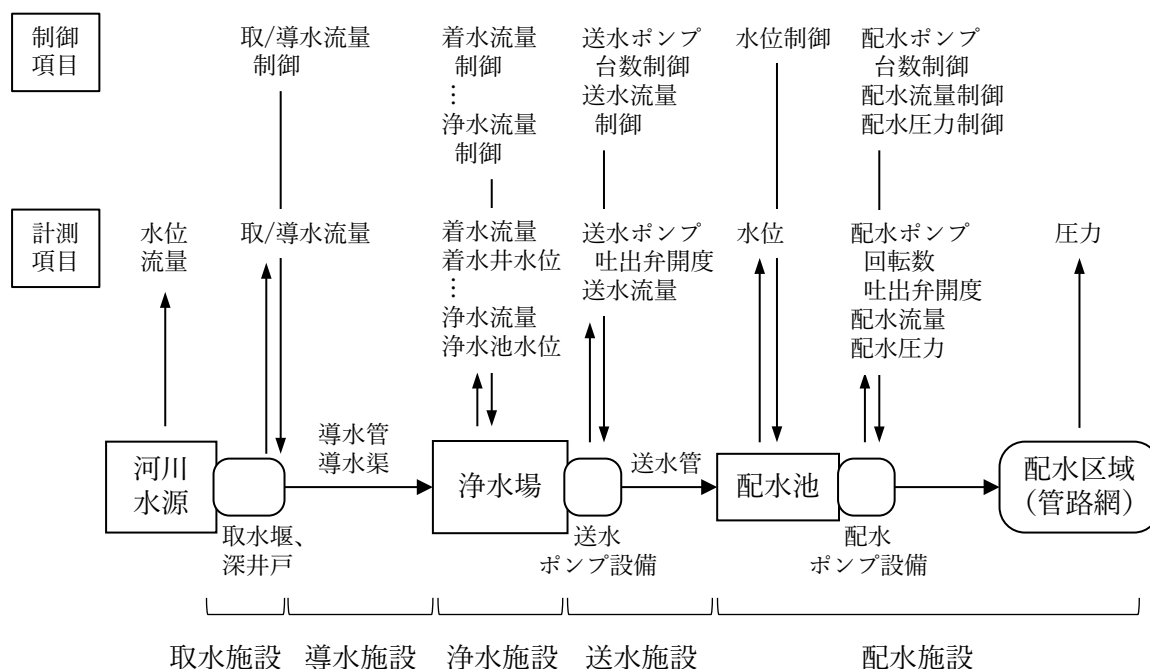 制御
項目
取/導水流量
制御
着水流量
制御
…
浄水流量
制御
送水ポンプ
台数制御
送水流量
制御
水位制御
配水ポンプ
台数制御
配水流量制御
配水圧力制御
計測
項目
水位
流量
取/導水流量
着水流量
着水井水位
…
浄水流量
浄水池水位
送水ポンプ
吐出弁開度
送水流量
水位
配水ポンプ
回転数
吐出弁開度
配水流量
配水圧力
圧力
河川
水源
取水堰、
深井戸
導水管
導水渠
浄水場
送水
ポンプ設備
送水管
配水池
配水
ポンプ設備
配水区域
(管路網)
取水施設
導水施設
浄水施設
送水施設
配水施設